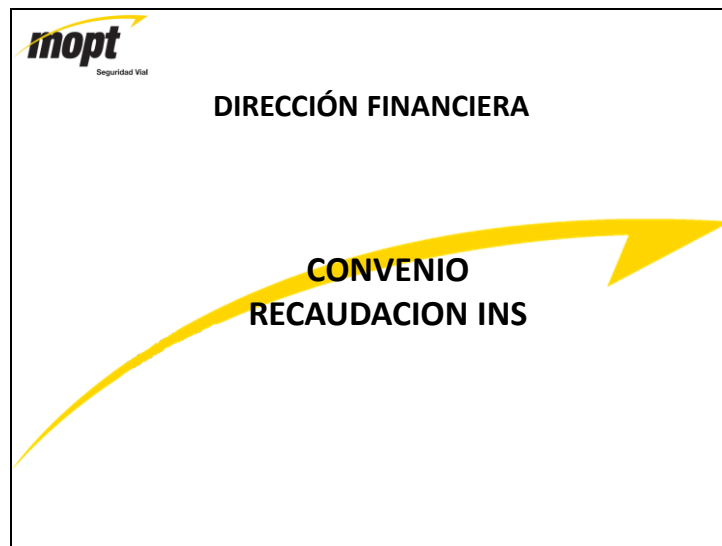 mopt
Seguridad Vial
DIRECCIÓN FINANCIERA
CONVENIO
RECAUDACION INS